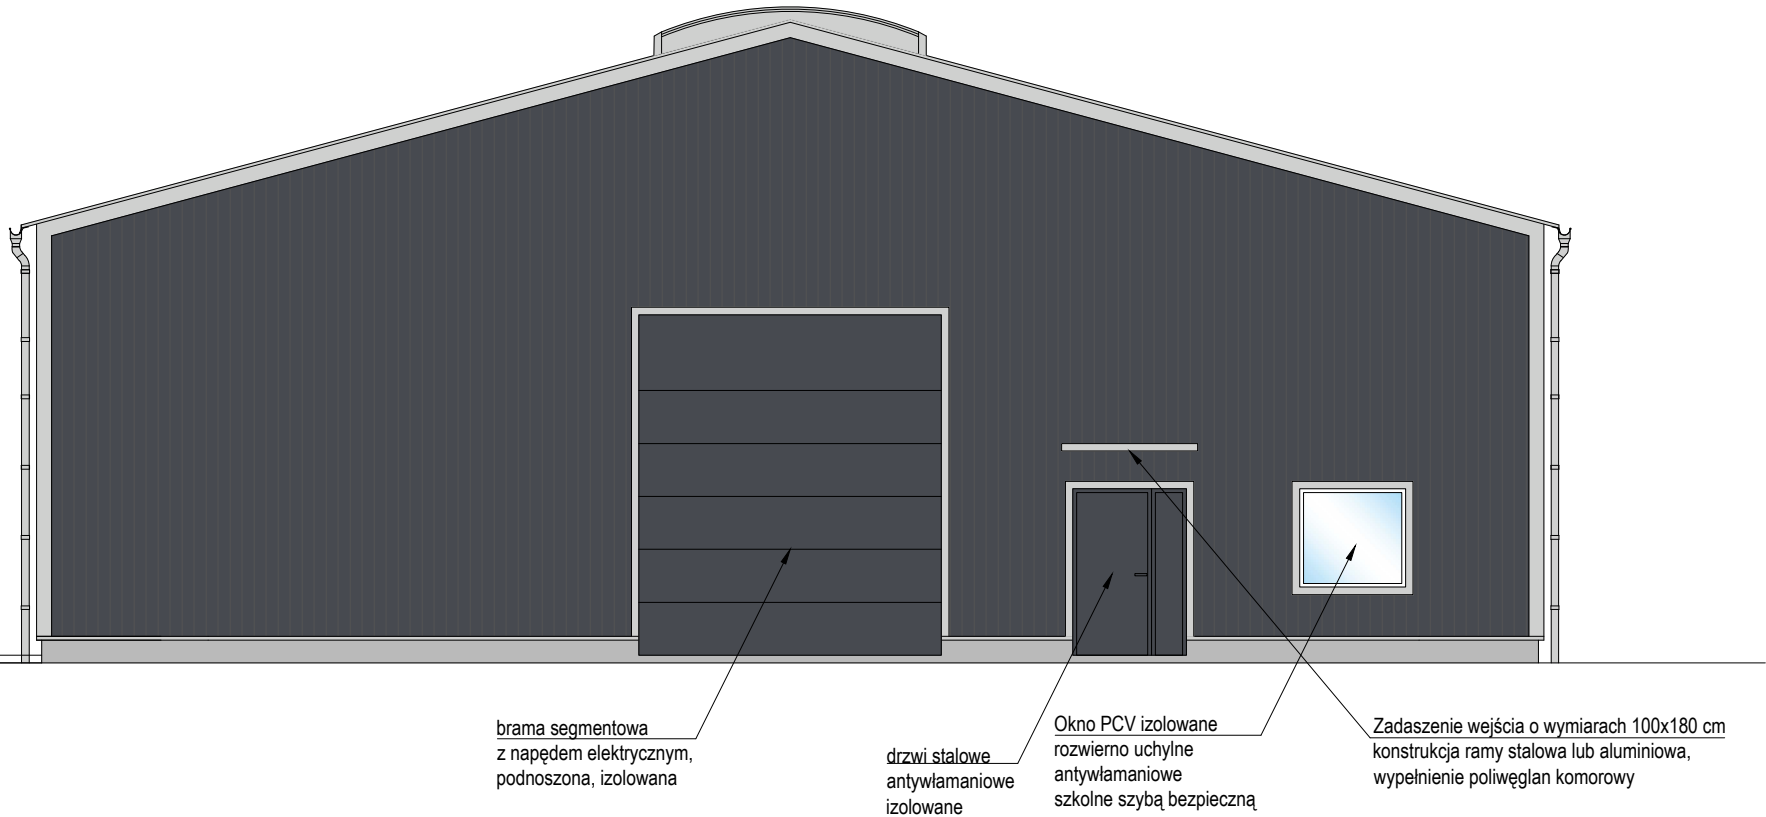 brama segmentowa
z napędem elektrycznym,
podnoszona, izolowana
drzwi stalowe
antywłamaniowe
izolowane
Okno PCV izolowane
rozwierno uchylne
antywłamaniowe
szkolne szybą bezpieczną
Zadaszenie wejścia o wymiarach 100x180 cm
konstrukcja ramy stalowa lub aluminiowa,
wypełnienie poliwęglan komorowy